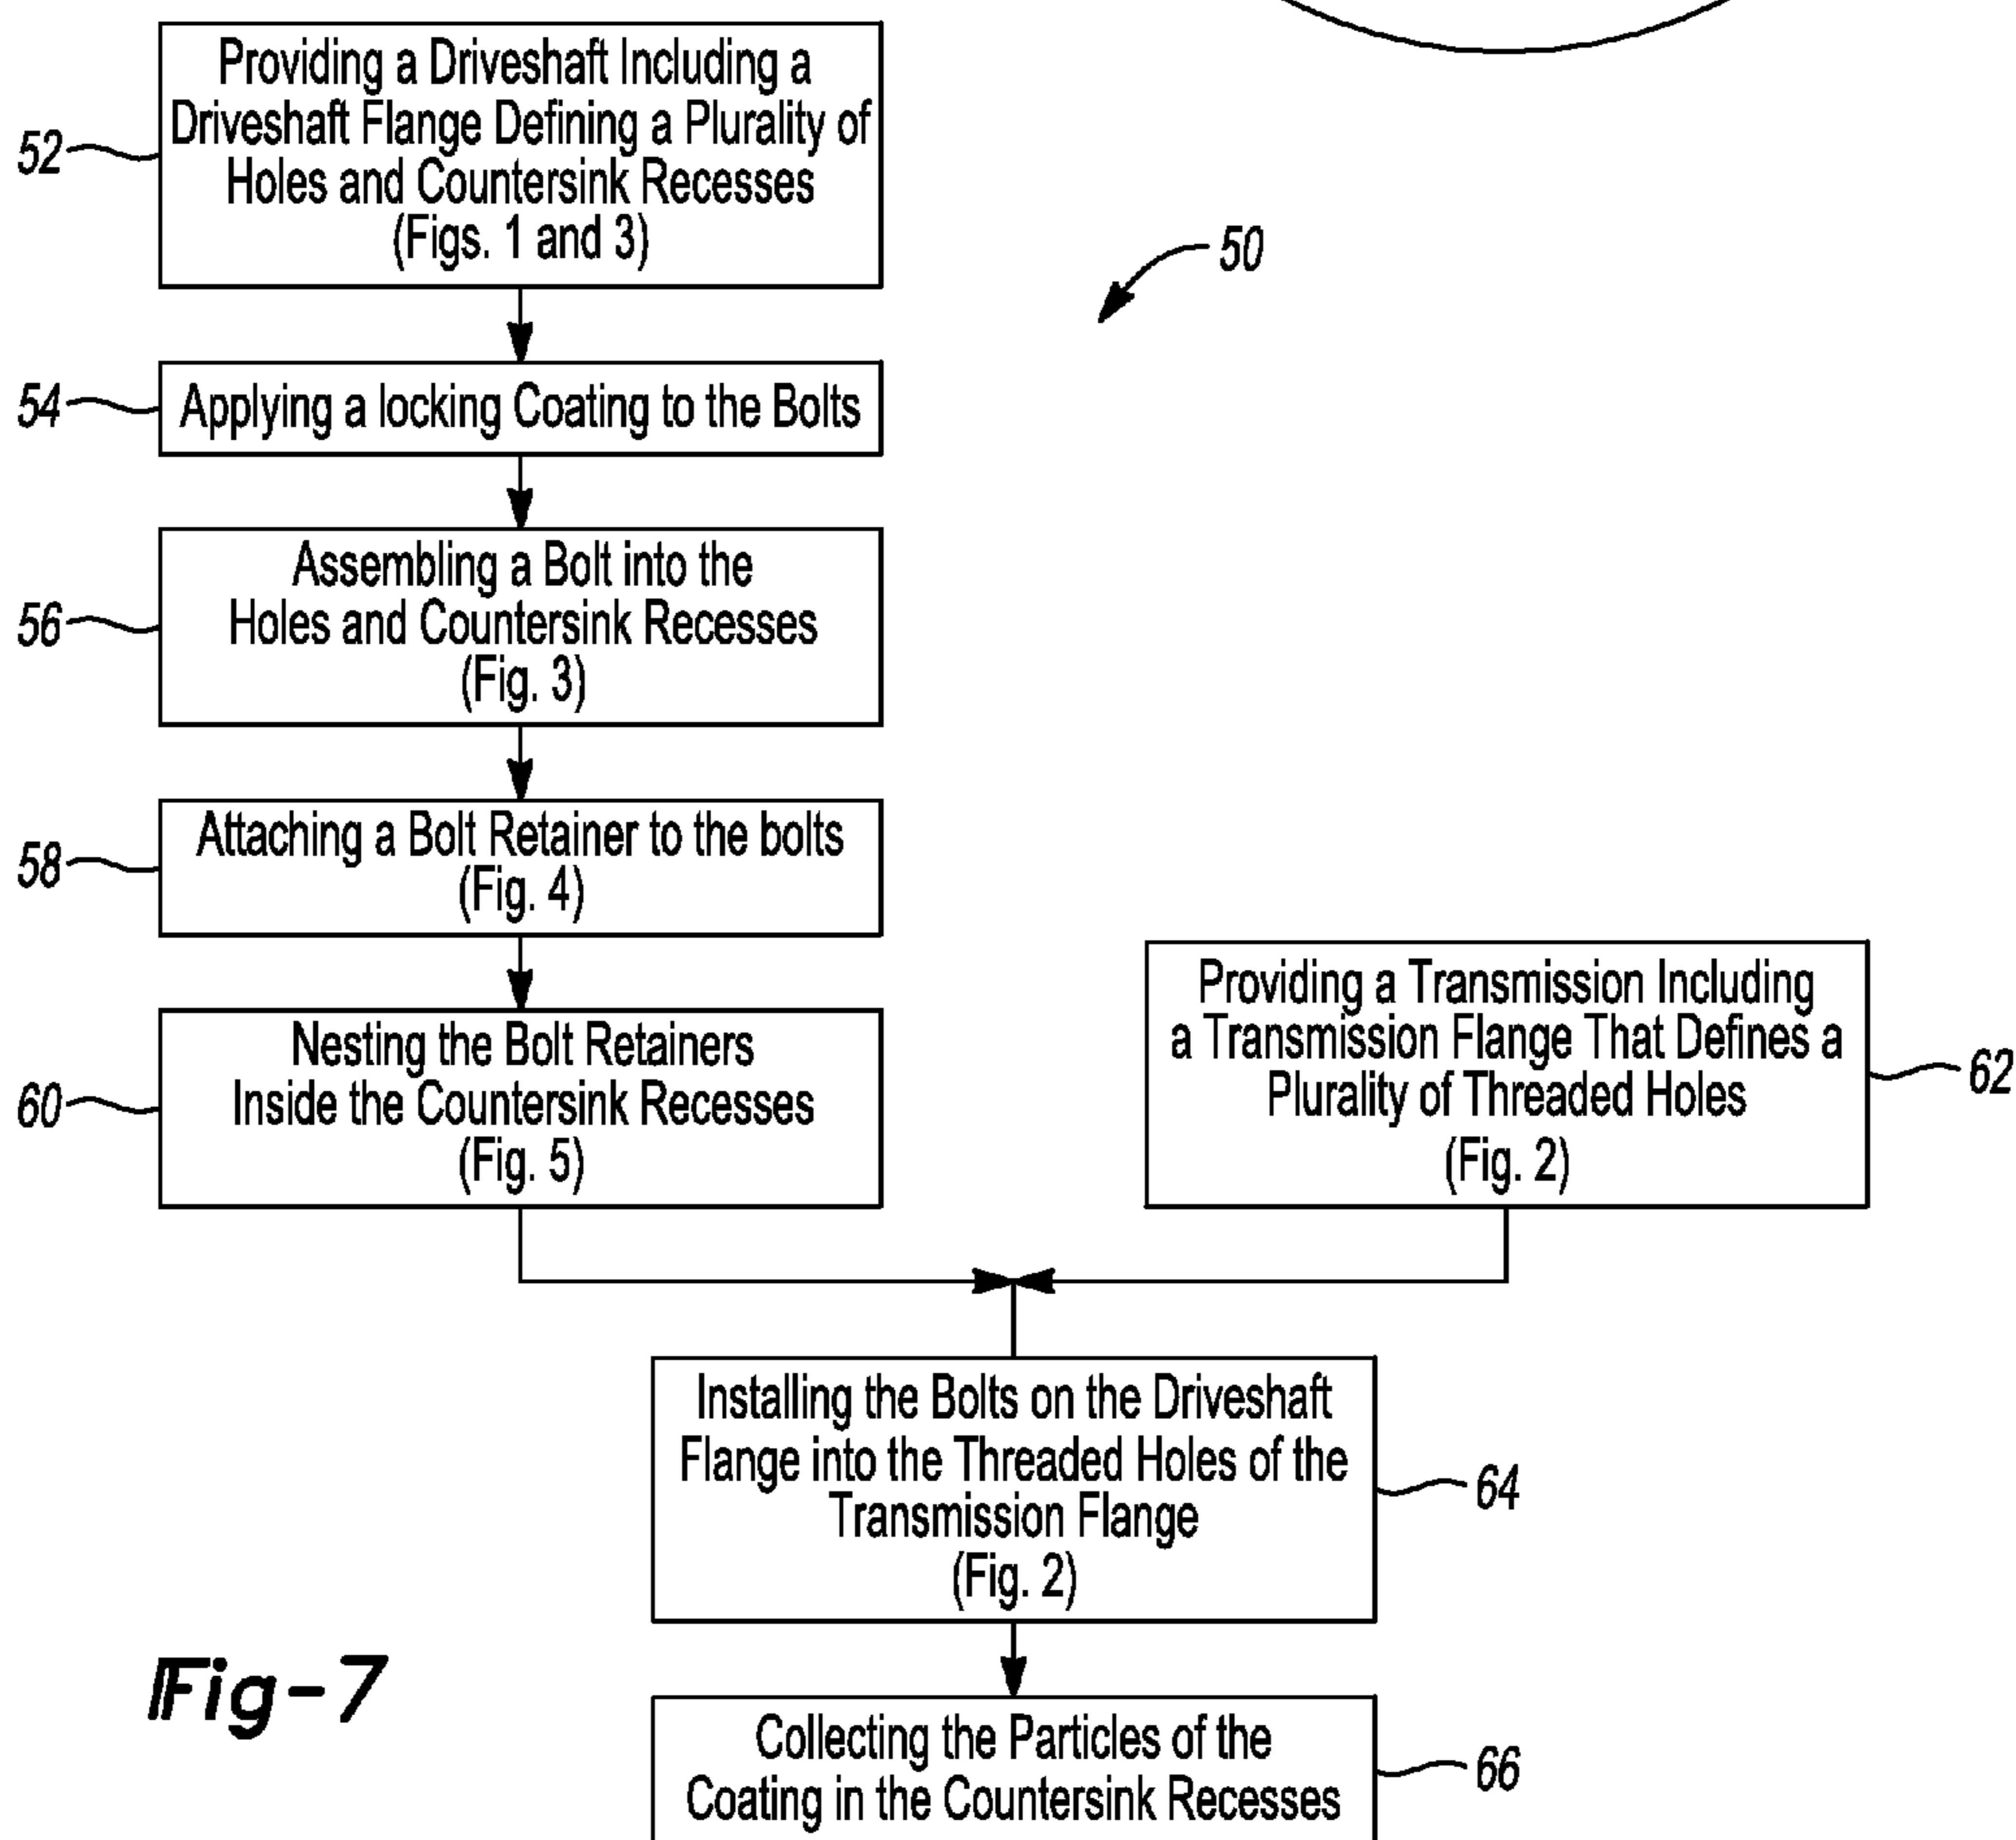 Providing a Driveshaft Including a
Driveshaft Flange Defining a Plurality of
Holes and Countersink Recesses
(Figs. 1 and 3)
52
50
54
Applying a locking Coating to the Bolts
Assembling a Bolt into the
Holes and Countersink Recesses
(Fig. 3)
56
Attaching a Bolt Retainer to the bolts
(Fig. 4)
58
Nesting the Bolt Retainers
Inside the Countersink Recesses
(Fig. 5)
60
Providing a Transmission Including
a Transmission Flange That Defines a
Plurality of Threaded Holes
(Fig. 2)
62
Installing the Bolts on the Driveshaft
Flange into the Threaded Holes of the
Transmission Flange
(Fig. 2)
64
Fig-7
Collecting the Particles of the
Coating in the Countersink Recesses
66